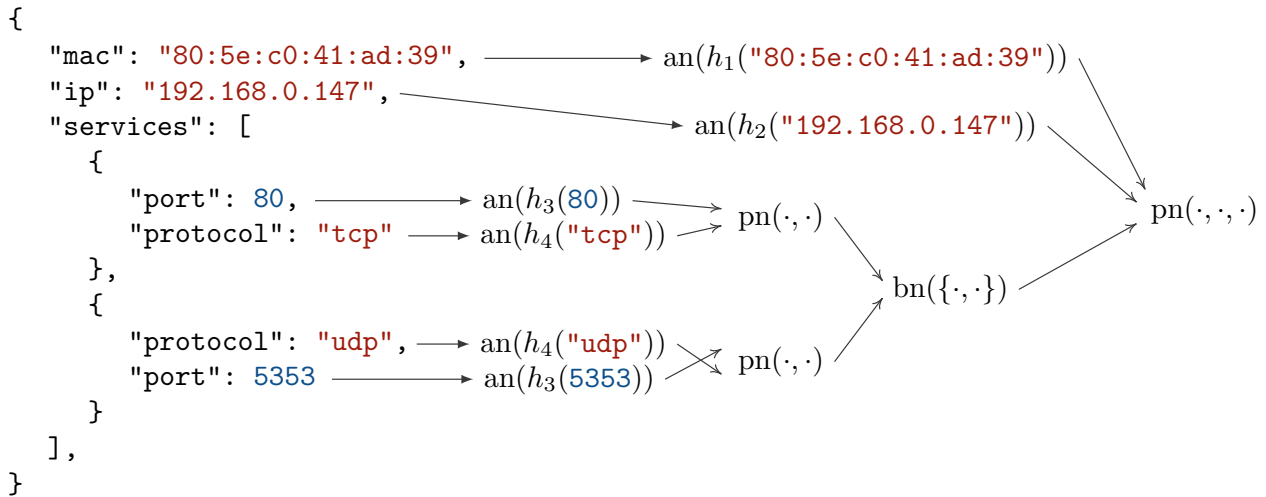 {
"mac": "80:5e:c0:41:ad:39", an(h₁("80:5e:c0:41:ad:39"))
"ip": "192.168.0.147", an(h₂("192.168.0.147"))
"services": [
{
"port": 80, an(h₃(80)) pn(·,·) pn(·,·,·)
"protocol": "tcp" an(h₄("tcp"))
},
{ bn({·,·})
"protocol": "udp", an(h₄("udp")) pn(·,·)
"port": 5353 an(h₃(5353))
}
],
}